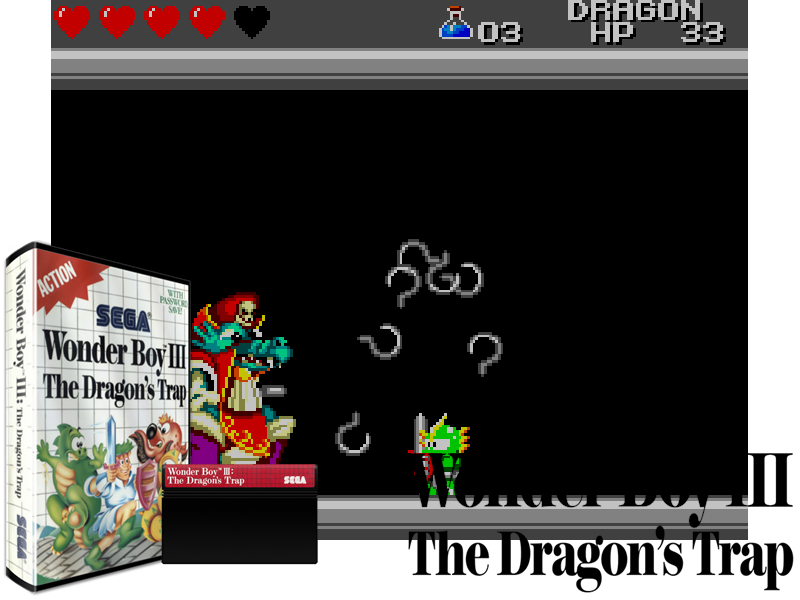 DRAGON
03 HP 33
ACTION
WITH
PASSWORD
SAVE!
SEGA
Wonder Boy III
The Dragon's Trap
Wonder Boy III: The Dragon's Trap
SEGA
Wonder Boy™ III:
The Dragon's Trap
SEGA
Wonder Boy III
The Dragon's Trap